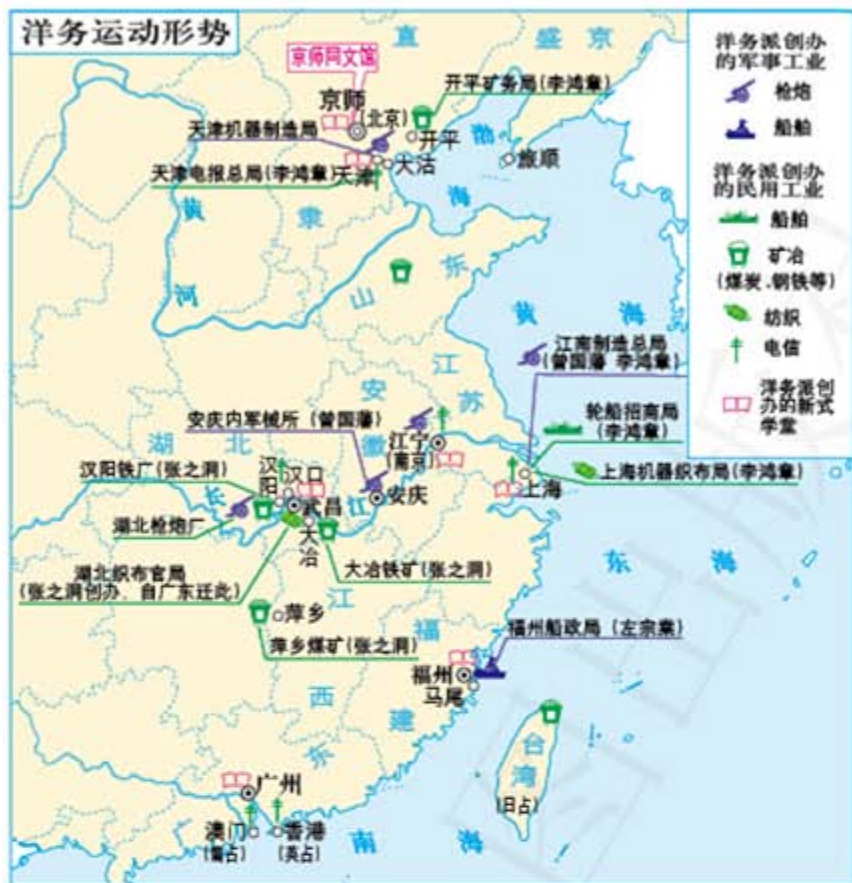 洋务运动形势
直
盛京
京师同文馆
京师
(北京)
开平矿务局(李鸿章)
天津机器制造局
开平
大沽
旅顺
渤
海
天津电报总局(李鸿章)
天津
黄
河
隶
山
东
黄
海
江南制造总局
(曾国藩 李鸿章)
江
苏
安
徽
安庆内军械所(曾国藩)
轮船招商局
(李鸿章)
江宁
(南京)
湖
北
汉阳铁厂(张之洞)
汉阳
汉口
上海机器织布局(李鸿章)
上海
长
江
武昌
安庆
湖北枪炮厂
大冶
湖北织布官局
(张之洞创办、自广东迁此)
大冶铁矿(张之洞)
东
海
江
西
萍乡
萍乡煤矿(张之洞)
福
建
福州船政局(左宗棠)
福州
马尾
台湾
(日占)
东
广州
澳门
(葡占)
香港
(英占)
南
海
洋务派创办
的军事工业
枪炮
船舶
洋务派创办
的民用工业
船舶
矿冶
(煤炭、钢铁等)
纺织
电信
洋务派创
办的新式
学堂